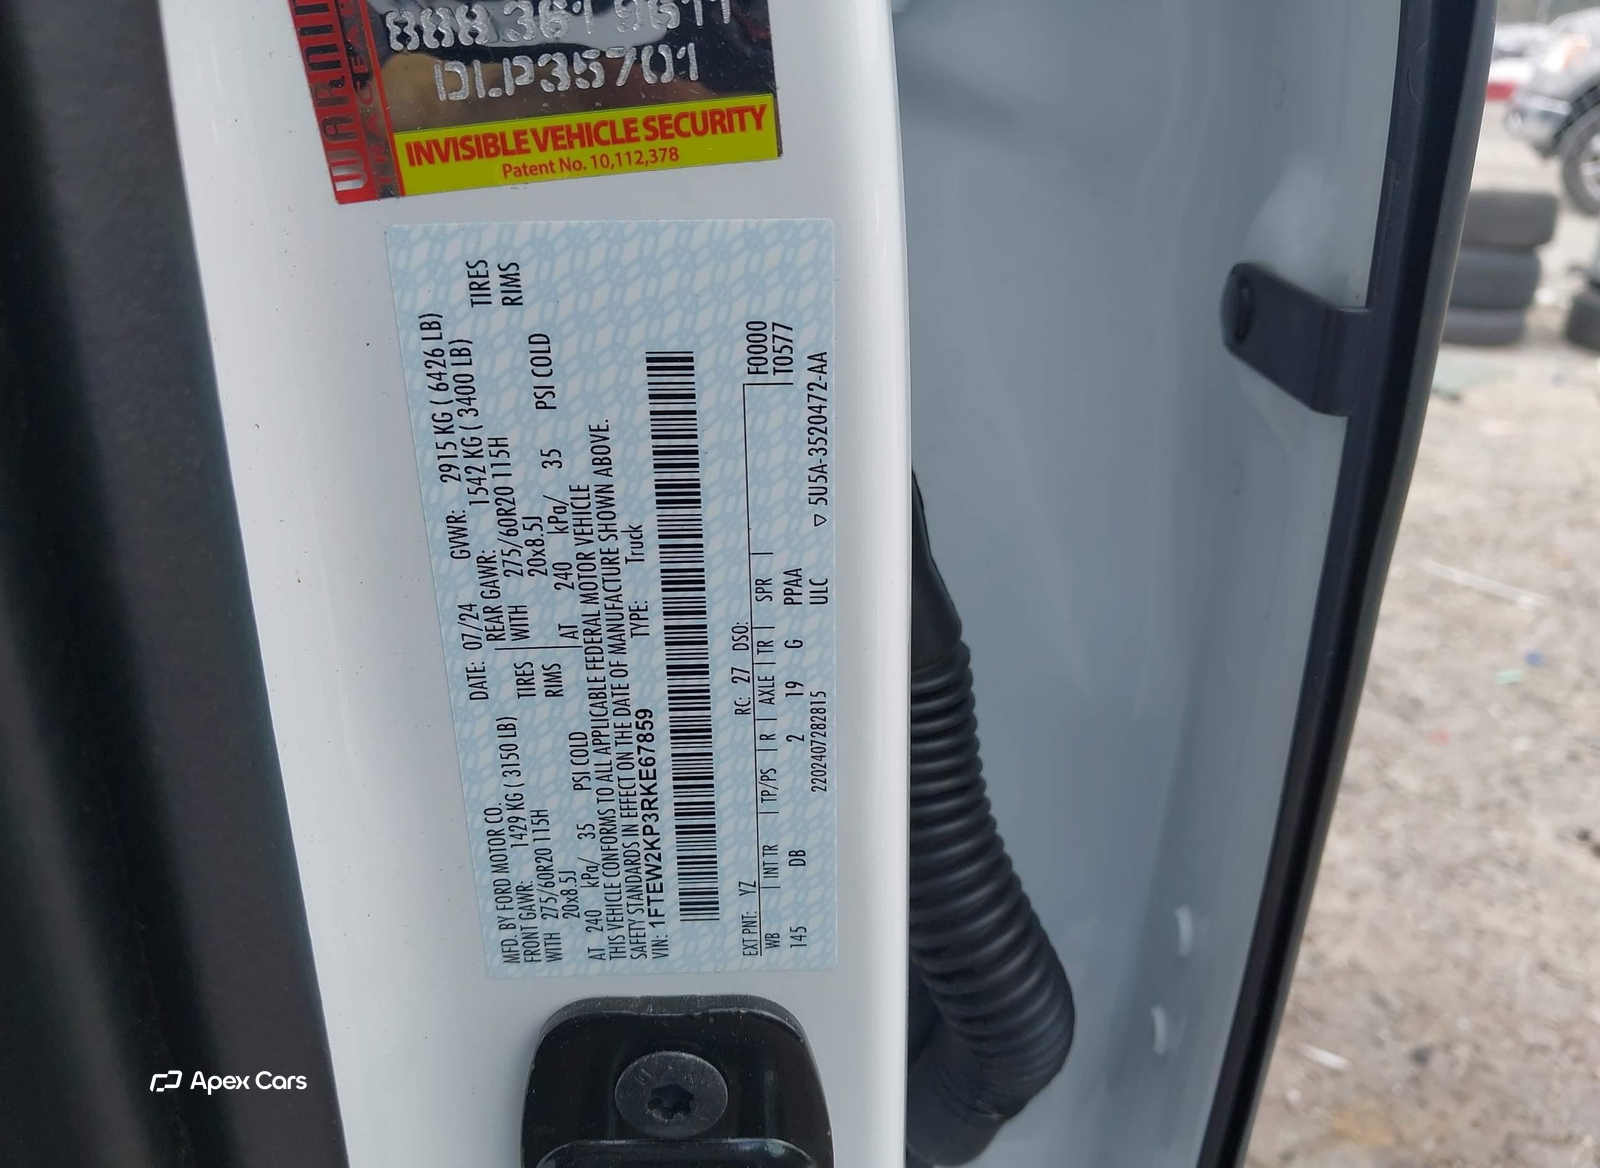 WARNING
888 361 9611
DLP35701
INVISIBLE VEHICLE SECURITY
Patent No. 10,112,378
MFD. BY FORD MOTOR CO.
DATE: 07/24 GVWR: 2915 KG ( 6426 LB)
FRONT GAWR: 1429 KG ( 3150 LB) REAR GAWR: 1542 KG ( 3400 LB)
WITH 275/60R20 115H TIRES WITH 275/60R20 115H TIRES
20x8.5J RIMS 20x8.5J RIMS
AT 240 kPa/ 35 PSI COLD AT 240 kPa/ 35 PSI COLD
THIS VEHICLE CONFORMS TO ALL APPLICABLE FEDERAL MOTOR VEHICLE
SAFETY STANDARDS IN EFFECT ON THE DATE OF MANUFACTURE SHOWN ABOVE.
VIN: 1FTEW2KP3RKE67859 TYPE: Truck
EXT PNT: YZ RC: 27 DSO: F0000
WB INT TR TP/PS R AXLE TR SPR T0577
145 DB 2 19 G PPAA
220240728281​5 ULC ▽ 5U5A-3520472-AA
Apex Cars